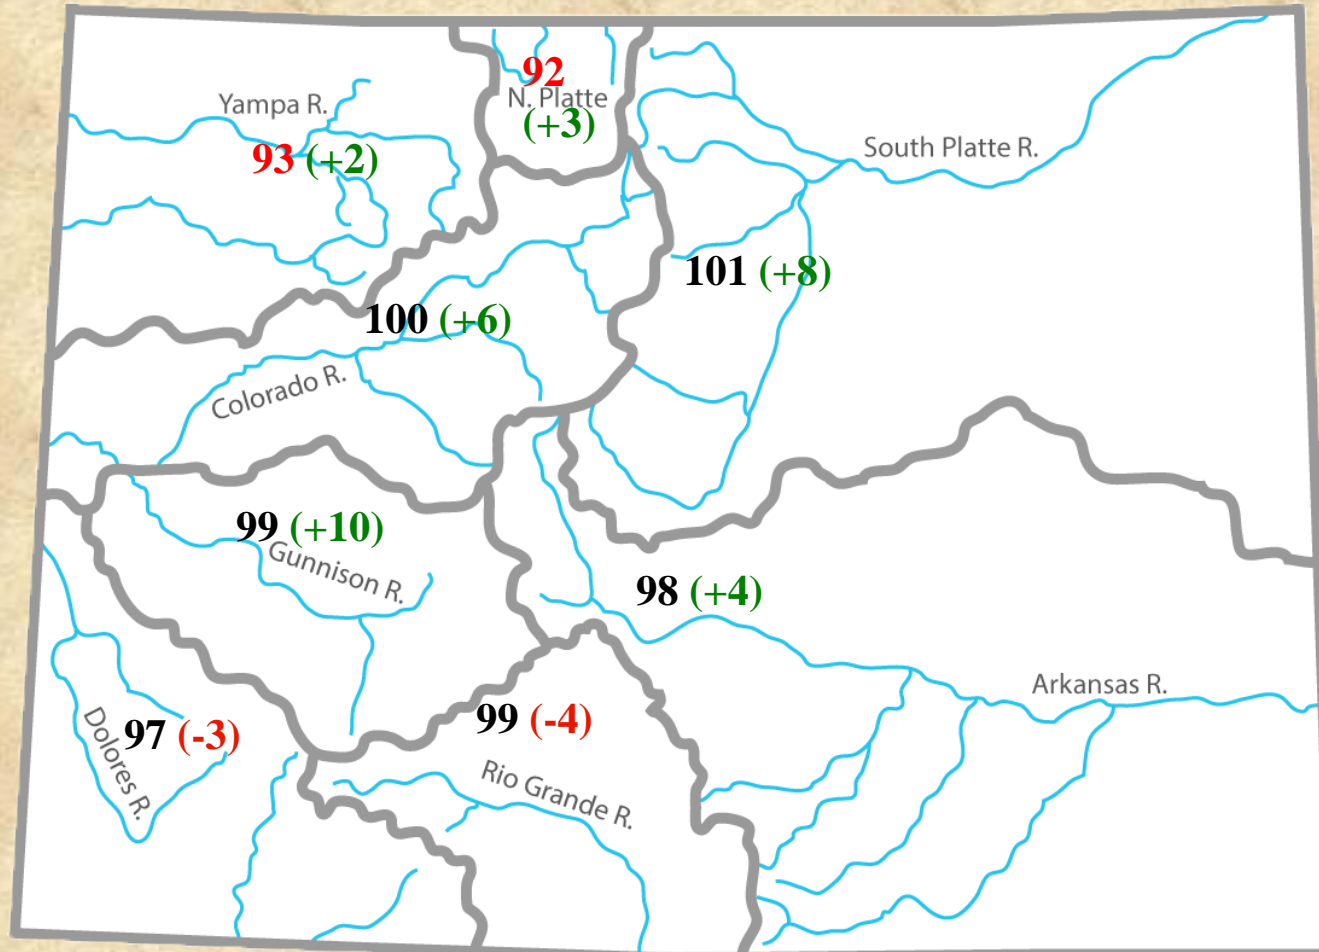 92
N. Platte
(+3)
Yampa R.
93 (+2)
South Platte R.
101 (+8)
100 (+6)
Colorado R.
99 (+10)
Gunnison R.
98 (+4)
Arkansas R.
97 (-3)
Dolores R.
99 (-4)
Rio Grande R.